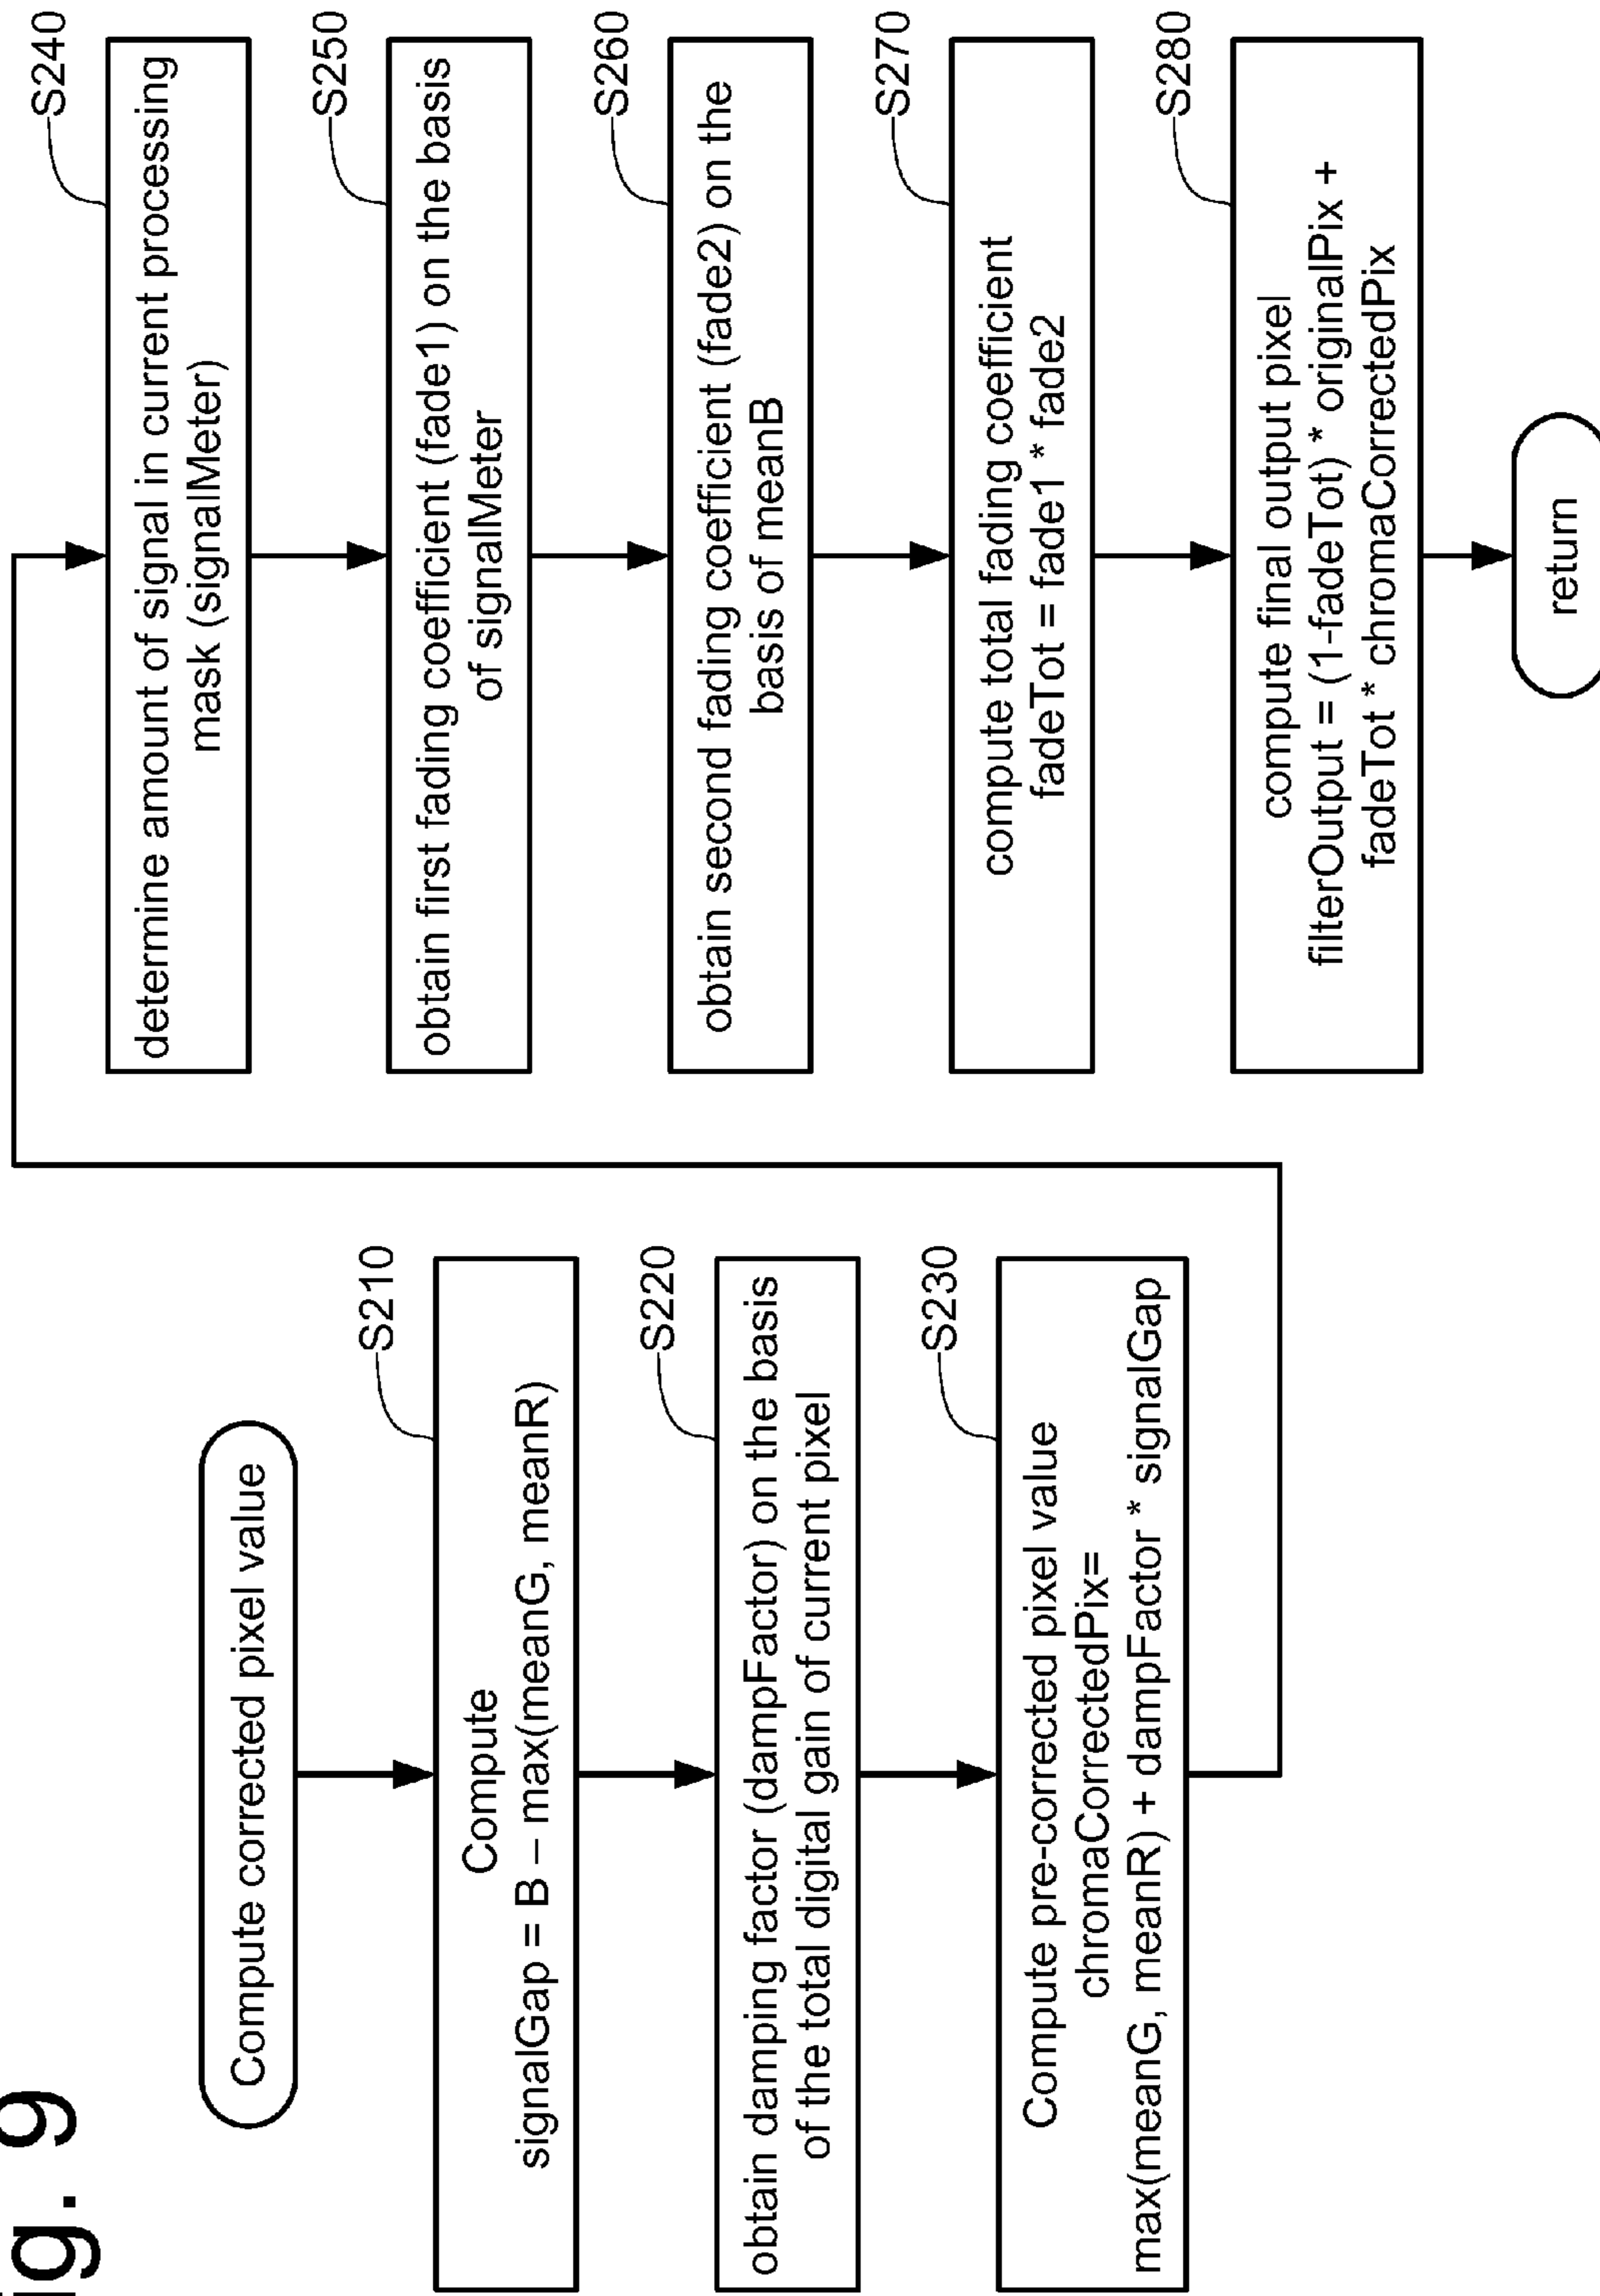 ig. 9
Compute corrected pixel value
S210
Compute
signalGap = B – max(meanG, meanR)
S220
obtain damping factor (dampFactor) on the basis
of the total digital gain of current pixel
S230
Compute pre-corrected pixel value
chromaCorrectedPix=
max(meanG, meanR) + dampFactor * signalGap
S240
determine amount of signal in current processing
mask (signalMeter)
S250
obtain first fading coefficient (fade1) on the basis
of signalMeter
S260
obtain second fading coefficient (fade2) on the
basis of meanB
S270
compute total fading coefficient
fadeTot = fade1 * fade2
S280
compute final output pixel
filterOutput = (1-fadeTot) * originalPix +
fadeTot * chromaCorrectedPix
return